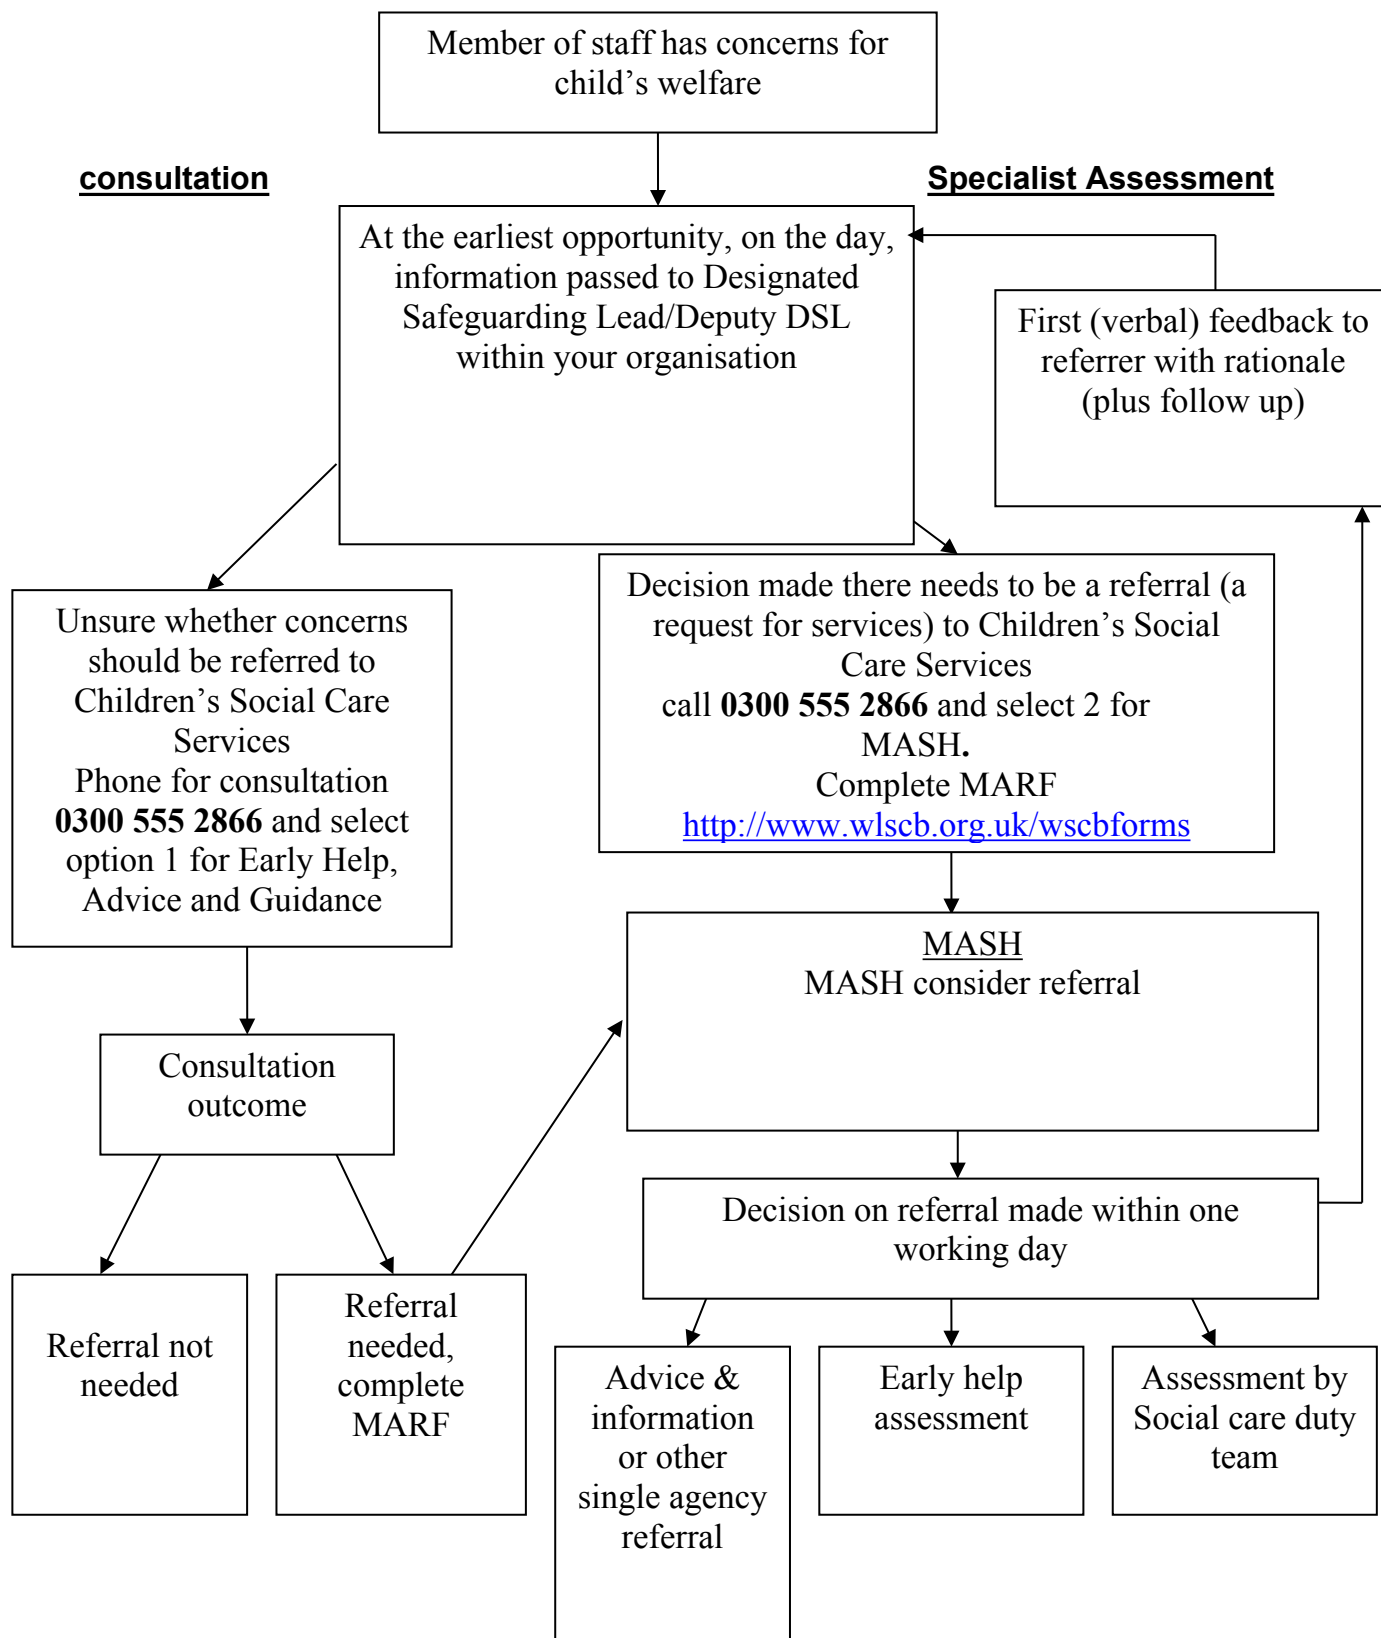 Member of staff has concerns for
child’s welfare
consultation
Specialist Assessment
At the earliest opportunity, on the day,
information passed to Designated
Safeguarding Lead/Deputy DSL
within your organisation
First (verbal) feedback to
referrer with rationale
(plus follow up)
Unsure whether concerns
should be referred to
Children’s Social Care
Services
Phone for consultation
0300 555 2866 and select
option 1 for Early Help,
Advice and Guidance
Decision made there needs to be a referral (a
request for services) to Children’s Social
Care Services
call 0300 555 2866 and select 2 for
MASH.
Complete MARF
http://www.wlscb.org.uk/wscbforms
MASH
MASH consider referral
Consultation
outcome
Decision on referral made within one
working day
Referral not
needed
Referral
needed,
complete
MARF
Advice &
information
or other
single agency
referral
Early help
assessment
Assessment by
Social care duty
team